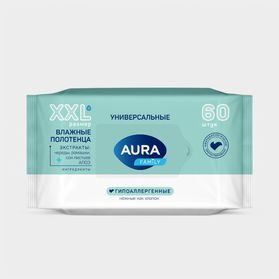 XXL
размер
ВЛАЖНЫЕ
ПОЛОТЕНЦА
ЭКСТРАКТЫ
череды, ромашки,
сок листьев
АЛОЭ
ИНГРЕДИЕНТЫ
УНИВЕРСАЛЬНЫЕ
AURA
FAMILY
60
штук
ГИПОАЛЛЕРГЕННЫЕ
НЕЖНЫЕ КАК ХЛОПОК